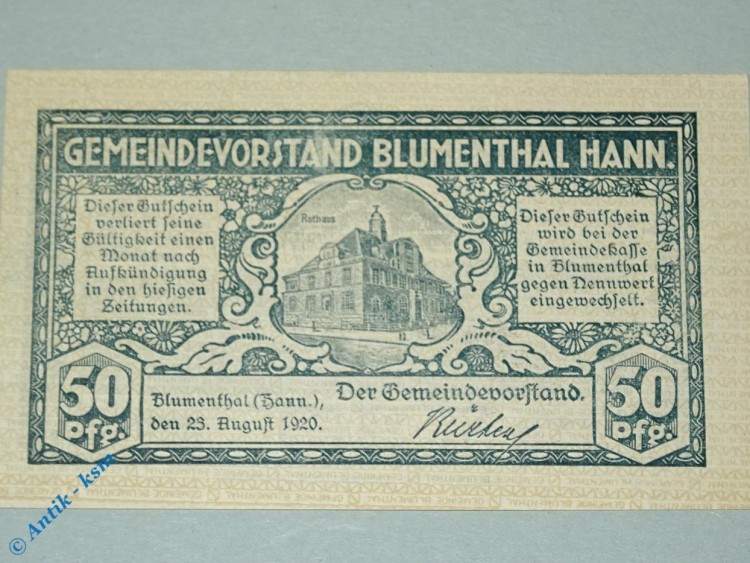 GEMEINDEVORSTAND BLUMENTHAL HANN.
Dieser Gutschein
verliert seine
Gültigkeit einen
Monat nach
Aufkündigung
in den hiesigen
Zeitungen.
Rathaus
Dieser Gutschein
wird bei der
Gemeindekasse
in Blumenthal
gegen Nennwert
eingewechselt.
50
Pfg.
Blumenthal (Hann.),
den 23. August 1920.
Der Gemeindevorstand.
50
Pfg.
© Antik - ksm